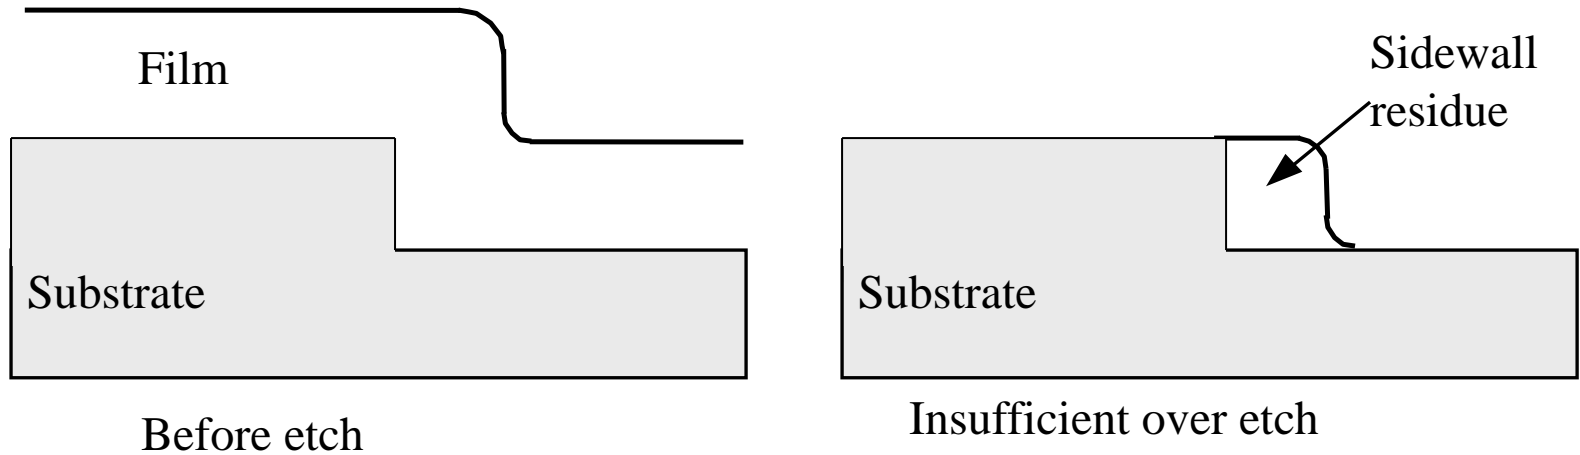 Film
Substrate
Before etch
Sidewall
residue
Substrate
Insufficient over etch